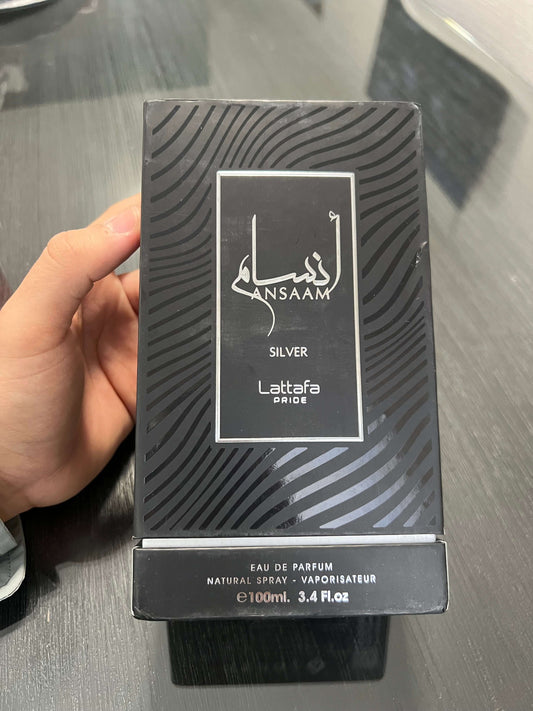 أنسام
ANSAAM
SILVER
Lattafa
PRIDE
EAU DE PARFUM
NATURAL SPRAY - VAPORISATEUR
℮100ml. 3.4 Fl.oz